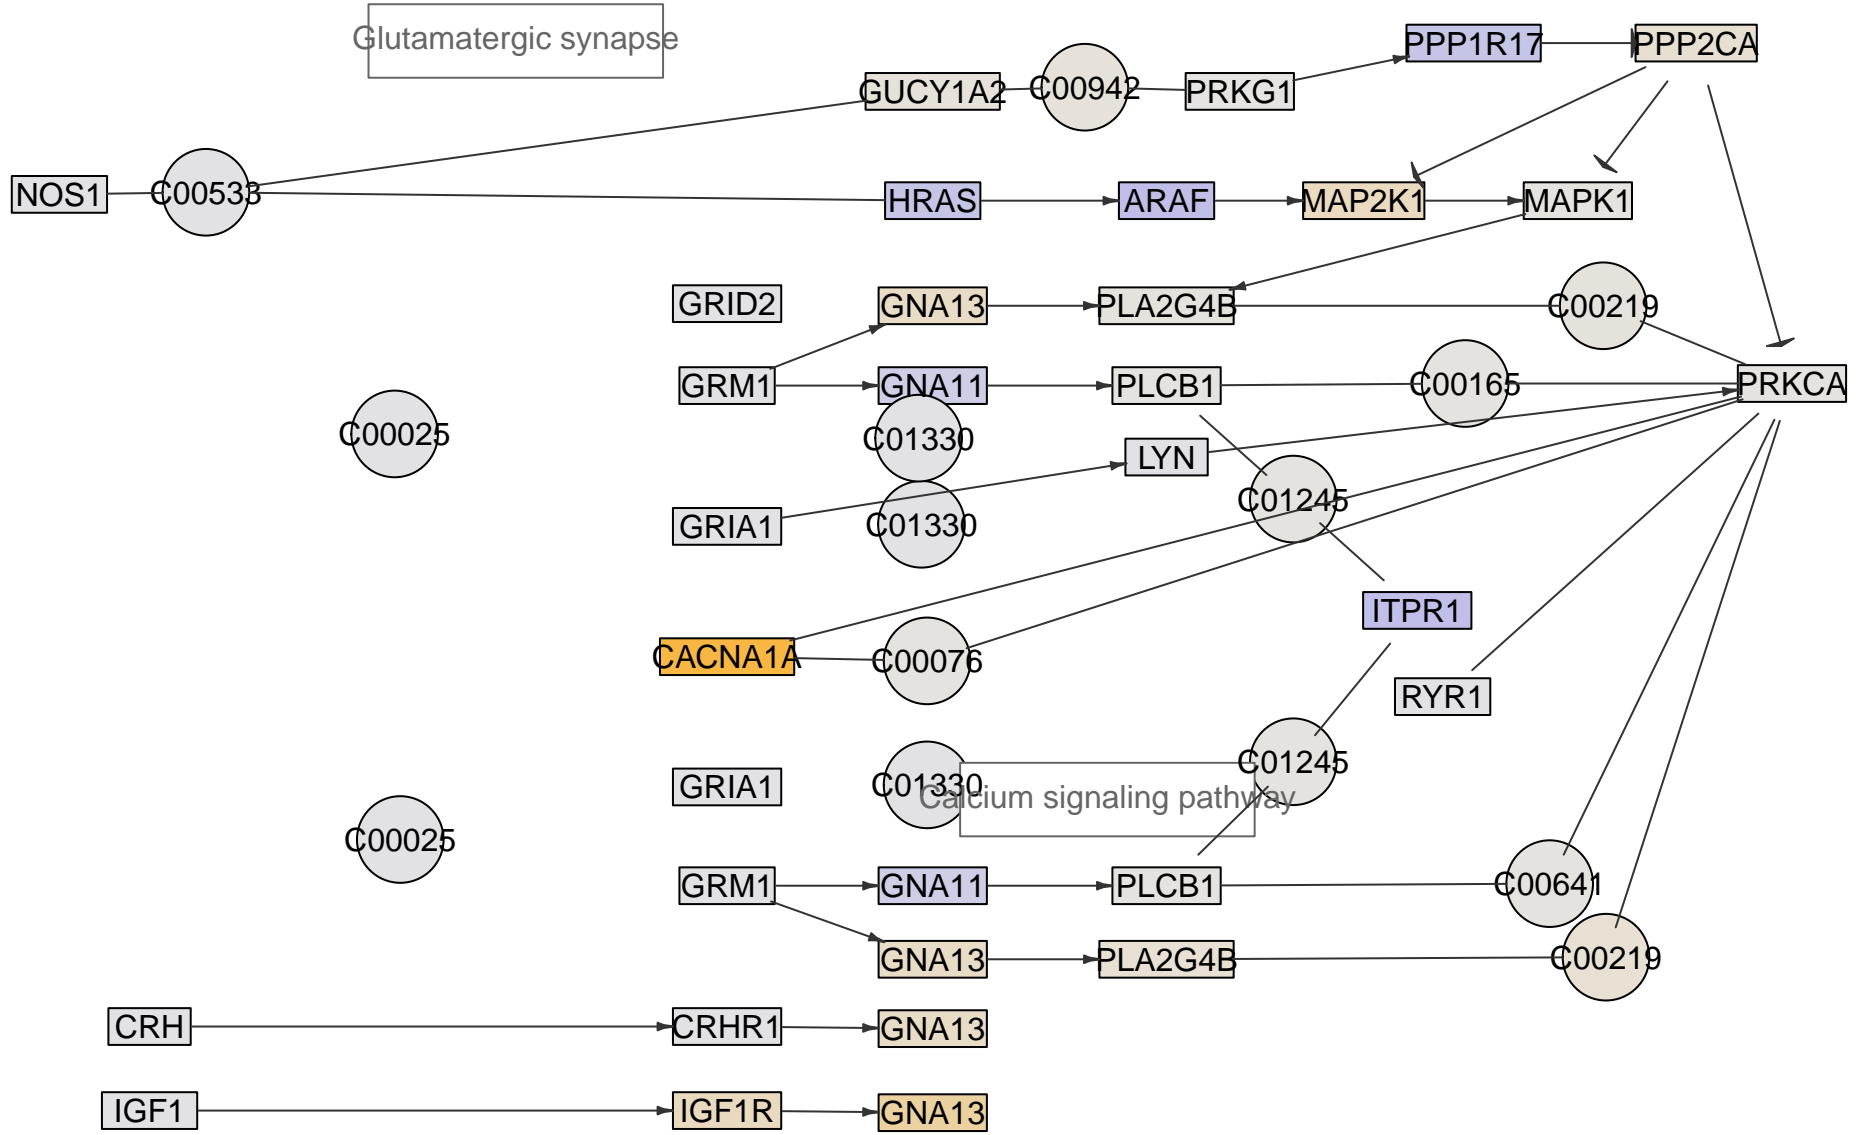 Glutamatergic synapse
PPP1R17
PPP2CA
GUCY1A2
C00942
PRKG1
NOS1
C00533
HRAS
ARAF
MAP2K1
MAPK1
GRID2
GNA13
PLA2G4B
C00219
GRM1
GNA11
PLCB1
C00165
PRKCA
C00025
C01330
LYN
C01245
GRIA1
C01330
ITPR1
CACNA1A
C00076
RYR1
C01245
GRIA1
C01330
Calcium signaling pathway
C00025
GRM1
GNA11
PLCB1
C00641
GNA13
PLA2G4B
C00219
CRH
CRHR1
GNA13
IGF1
IGF1R
GNA13